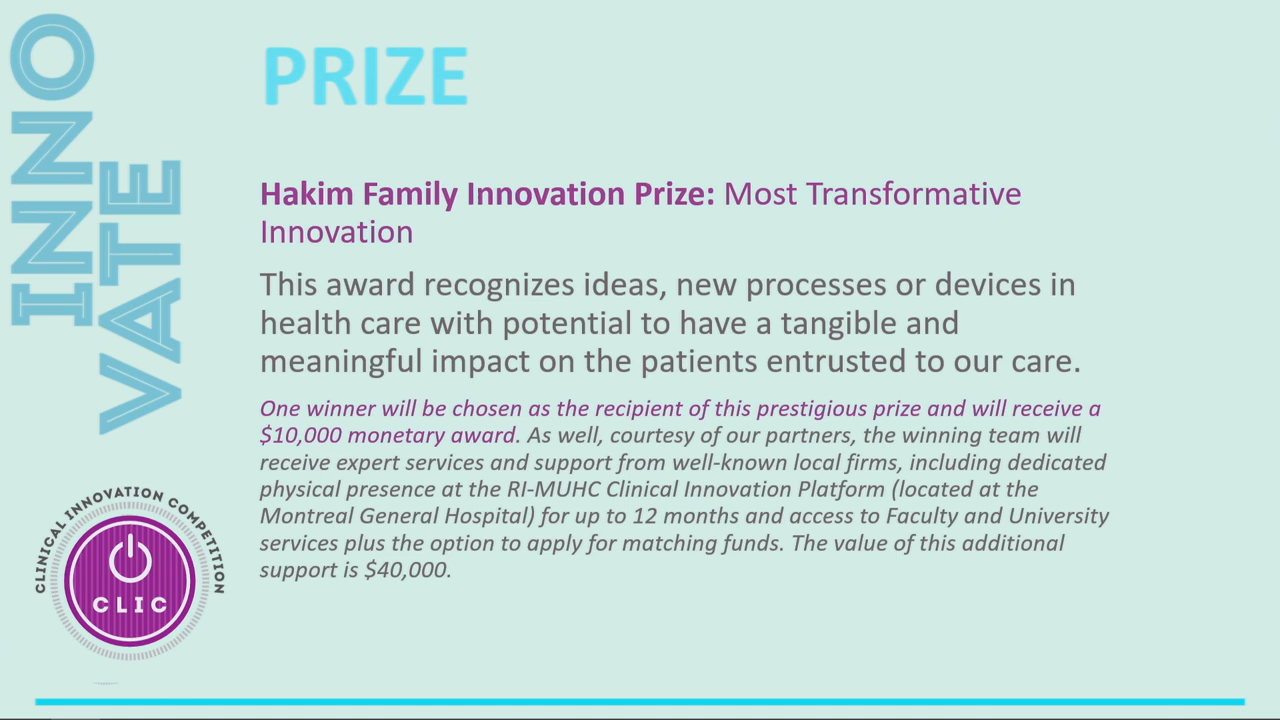 INNO
VATE
PRIZE
Hakim Family Innovation Prize: Most Transformative
Innovation
This award recognizes ideas, new processes or devices in
health care with potential to have a tangible and
meaningful impact on the patients entrusted to our care.
One winner will be chosen as the recipient of this prestigious prize and will receive a
$10,000 monetary award. As well, courtesy of our partners, the winning team will
receive expert services and support from well-known local firms, including dedicated
physical presence at the RI-MUHC Clinical Innovation Platform (located at the
Montreal General Hospital) for up to 12 months and access to Faculty and University
services plus the option to apply for matching funds. The value of this additional
support is $40,000.
CLINICAL INNOVATION COMPETITION
CLIC